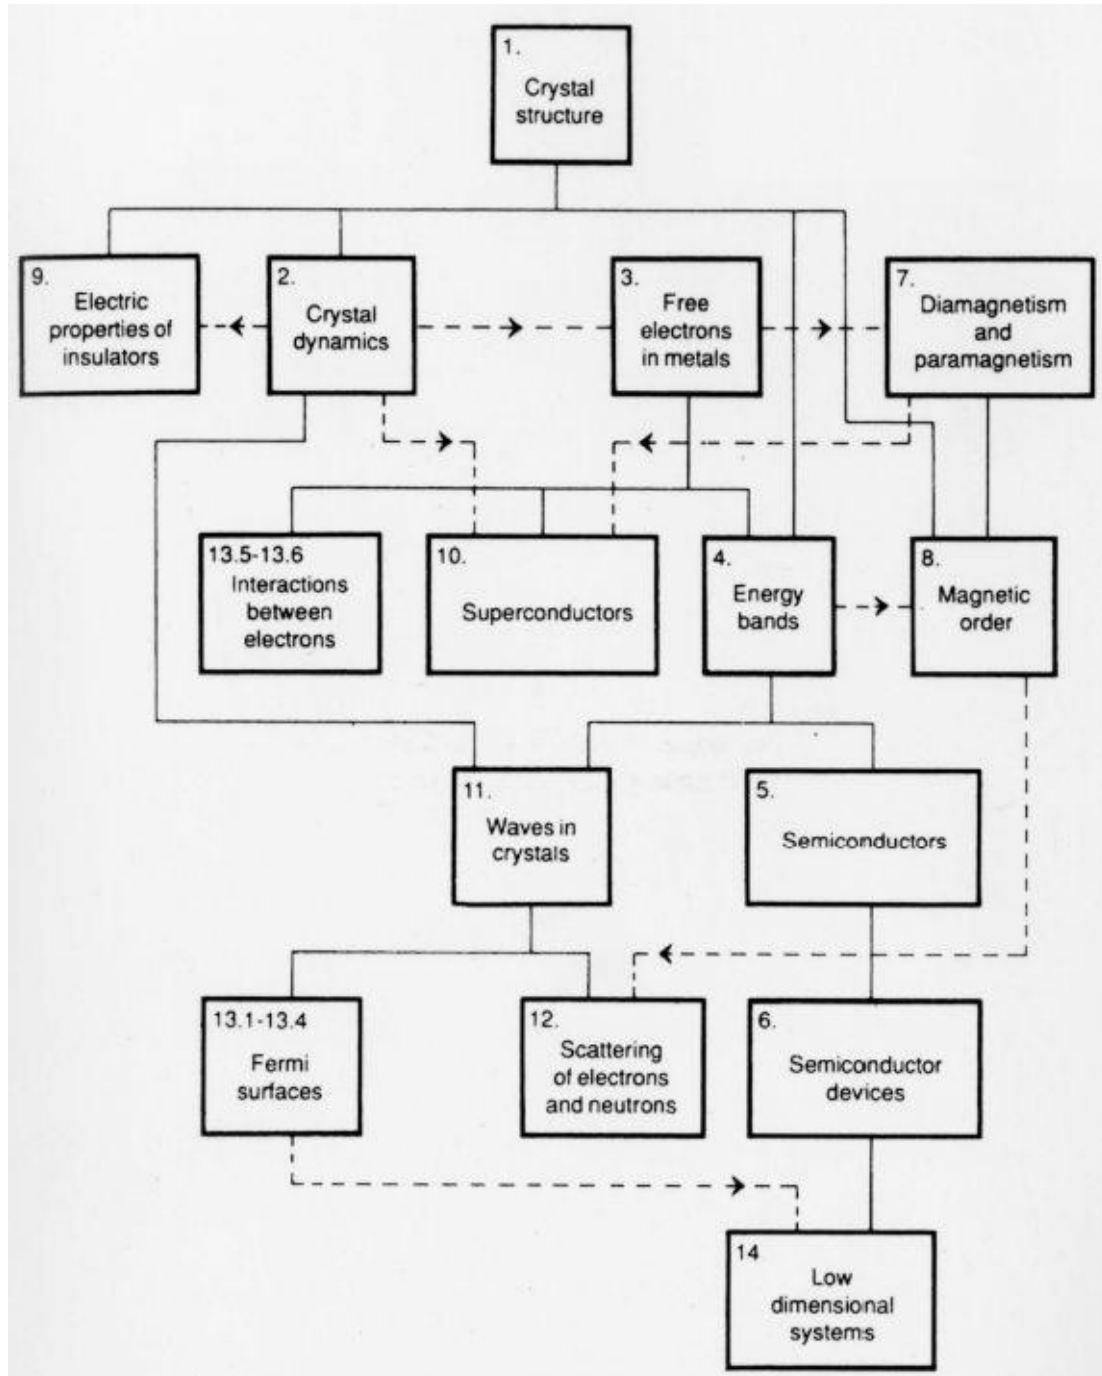 1.
Crystal
structure
9.
Electric
properties of
insulators
2.
Crystal
dynamics
3.
Free
electrons
in metals
7.
Diamagnetism
and
paramagnetism
13.5-13.6
Interactions
between
electrons
10.
Superconductors
4.
Energy
bands
8.
Magnetic
order
11.
Waves in
crystals
5.
Semiconductors
13.1-13.4
Fermi
surfaces
12.
Scattering
of electrons
and neutrons
6.
Semiconductor
devices
14
Low
dimensional
systems